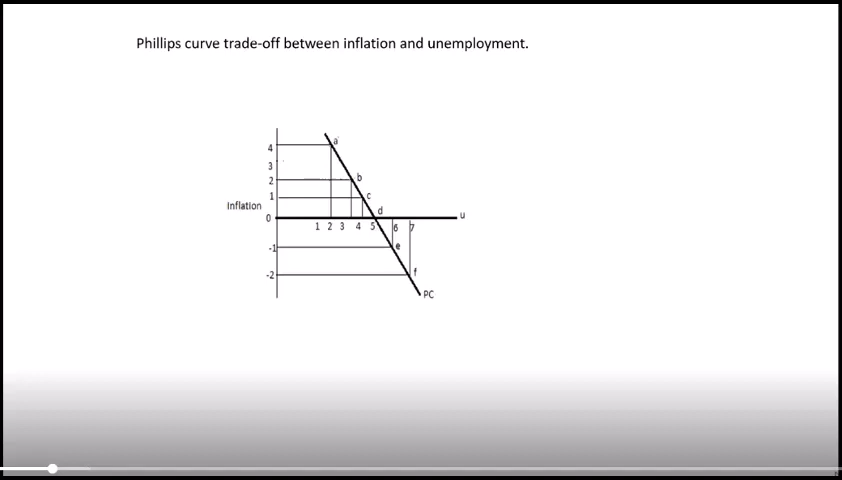 Phillips curve trade-off between inflation and unemployment.
4
a
3
2
b
1
c
Inflation
d
0
u
1 2 3 4 5 6 7
-1
e
-2
f
PC